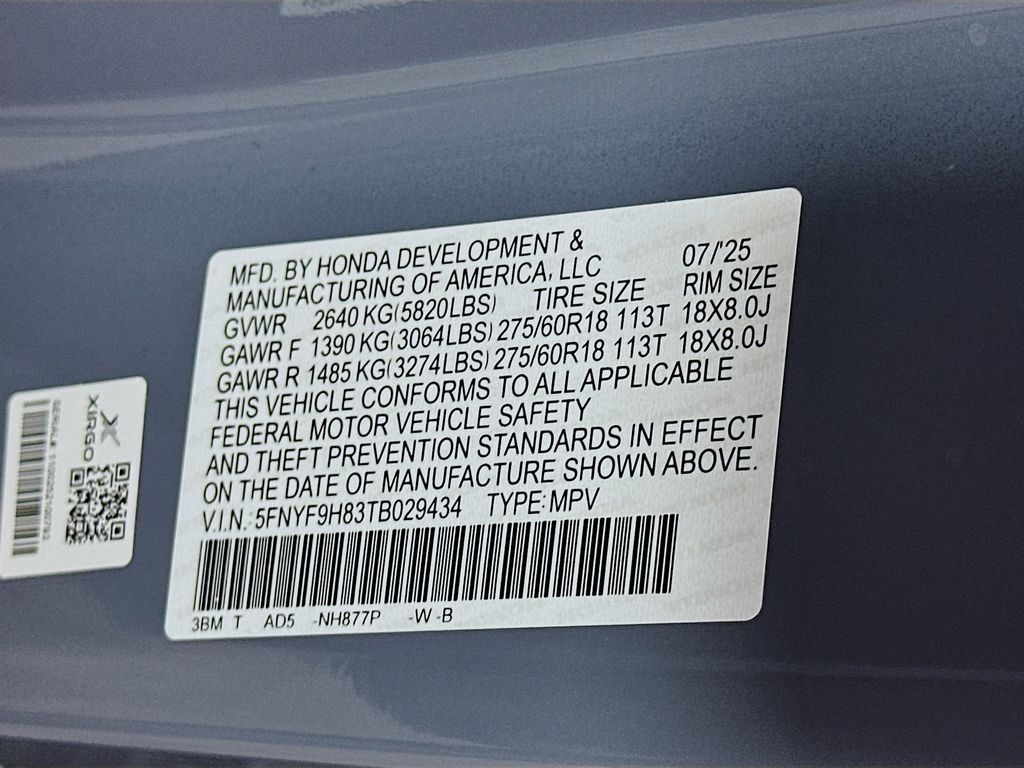 MFD. BY HONDA DEVELOPMENT &
MANUFACTURING OF AMERICA, LLC 07/'25
GVWR 2640 KG(5820LBS) TIRE SIZE RIM SIZE
GAWR F 1390 KG(3064LBS) 275/60R18 113T 18X8.0J
GAWR R 1485 KG(3274LBS) 275/60R18 113T 18X8.0J
THIS VEHICLE CONFORMS TO ALL APPLICABLE
FEDERAL MOTOR VEHICLE SAFETY
AND THEFT PREVENTION STANDARDS IN EFFECT
ON THE DATE OF MANUFACTURE SHOWN ABOVE.
V.I.N.: 5FNYF9H83TB029434 TYPE: MPV
3BM T AD5 -NH877P -W -B
XIRGO
SERIAL#